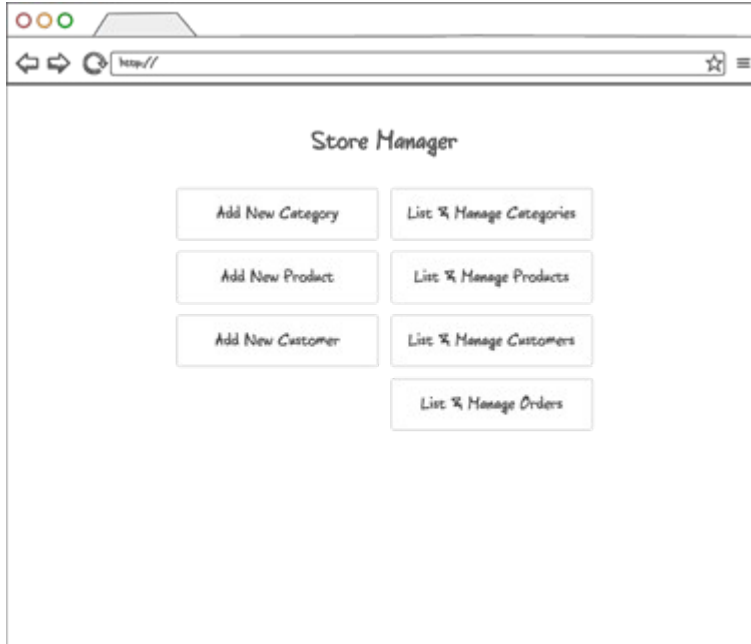 http://
Store Manager
Add New Category
List & Manage Categories
Add New Product
List & Manage Products
Add New Customer
List & Manage Customers
List & Manage Orders